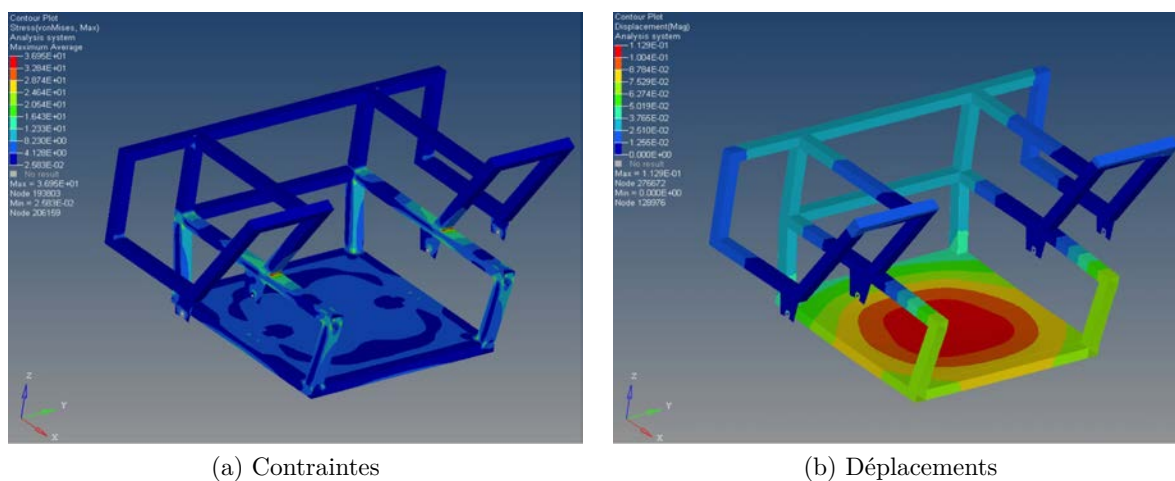 Contour Plot
Stress(vonMises, Max)
Analysis system
Maximum Average
3.695E+01
3.284E+01
2.874E+01
2.464E+01
2.054E+01
1.643E+01
1.233E+01
8.230E+00
4.128E+00
2.583E-02
No result
Max = 3.695E+01
Node 193803
Min = 2.583E-02
Node 206159
Z
Y
X
(a) Contraintes
Contour Plot
Displacement(Mag)
Analysis system
1.129E-01
1.004E-01
8.784E-02
7.529E-02
6.274E-02
5.019E-02
3.765E-02
2.510E-02
1.255E-02
0.000E+00
No result
Max = 1.129E-01
Node 276672
Min = 0.000E+00
Node 128976
Z
Y
X
(b) Déplacements